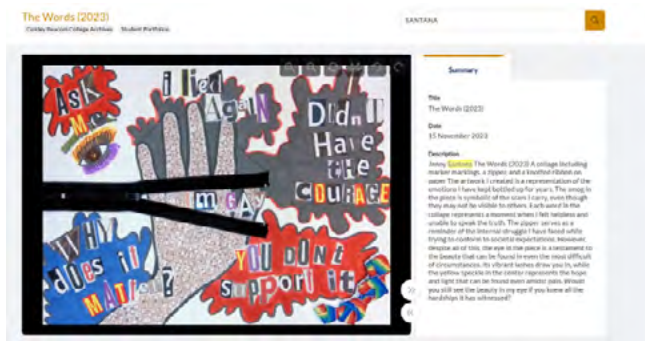 The Words (2023)
Corkley Beacom College Archives Student Portfolios
SANTANA
ASK
Me
i lied
AgaiN
Didn'T
HaVe
the
COURAGE
I'm GAY
WHY
does it
MATTer?
YOU DONt
support it
Summary
Title
The Words (2023)
Date
15 November 2023
Description
Jenny Santana The Words (2023) A collage including
marker markings, a zipper, and a knotted ribbon on
paper. The artwork I created is a representation of the
emotions I have kept bottled up for years. The smog in
the piece is symbolic of the scars I carry, even though
they may not be visible to others. Each word in the
collage represents a moment when I felt helpless and
unable to speak the truth. The zipper serves as a
reminder of the internal struggle I have faced while
trying to conform to societal expectations. However,
despite all of this, the eye in the piece is a testament to
the beauty that can be found in even the most difficult
of circumstances. Its vibrant lashes draw you in, while
the yellow speckle in the center represents the hope
and light that can be found even amidst pain. Would
you still see the beauty in my eye if you knew all the
hardships it has witnessed?